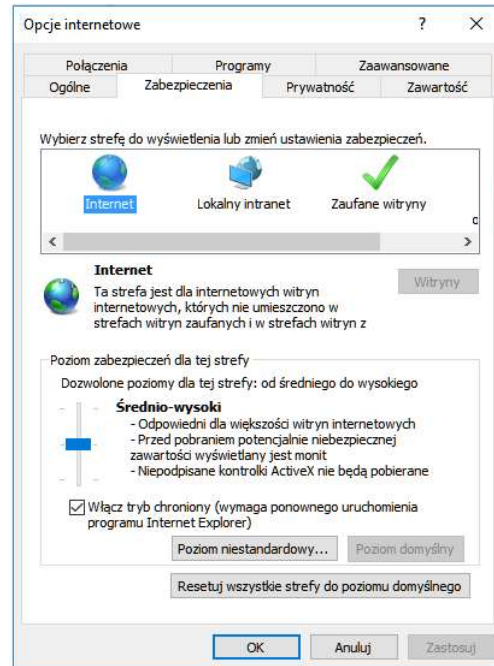 Opcje internetowe ? X
Połączenia Programy Zaawansowane
Ogólne Zabezpieczenia Prywatność Zawartość
Wybierz strefę do wyświetlenia lub zmień ustawienia zabezpieczeń.
Internet Lokalny intranet Zaufane witryny
Internet
Ta strefa jest dla internetowych witryn
internetowych, których nie umieszczono w
strefach witryn zaufanych i w strefach witryn z
Witryny
Poziom zabezpieczeń dla tej strefy
Dozwolone poziomy dla tej strefy: od średniego do wysokiego
Średnio-wysoki
- Odpowiedni dla większości witryn internetowych
- Przed pobraniem potencjalnie niebezpiecznej
zawartości wyświetlany jest monit
- Niepodpisane kontrolki ActiveX nie będą pobierane
Włącz tryb chroniony (wymaga ponownego uruchomienia
programu Internet Explorer)
Poziom niestandardowy... Poziom domyślny
Resetuj wszystkie strefy do poziomu domyślnego
OK Anuluj Zastosuj